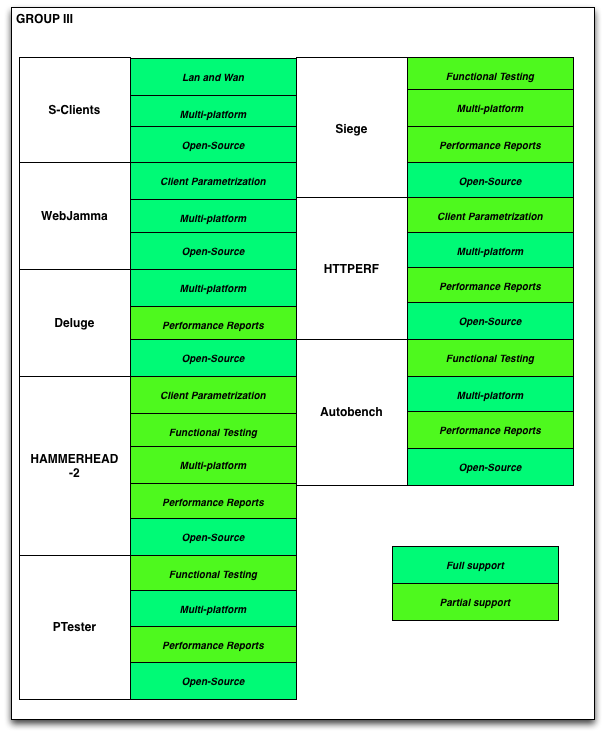 GROUP III
S-Clients
Lan and Wan
Multi-platform
Open-Source
WebJamma
Client Parametrization
Multi-platform
Open-Source
Deluge
Multi-platform
Performance Reports
Open-Source
HAMMERHEAD
-2
Client Parametrization
Functional Testing
Multi-platform
Performance Reports
Open-Source
PTester
Functional Testing
Multi-platform
Performance Reports
Open-Source
Siege
Functional Testing
Multi-platform
Performance Reports
Open-Source
HTTPERF
Client Parametrization
Multi-platform
Performance Reports
Open-Source
Autobench
Functional Testing
Multi-platform
Performance Reports
Open-Source
Full support
Partial support